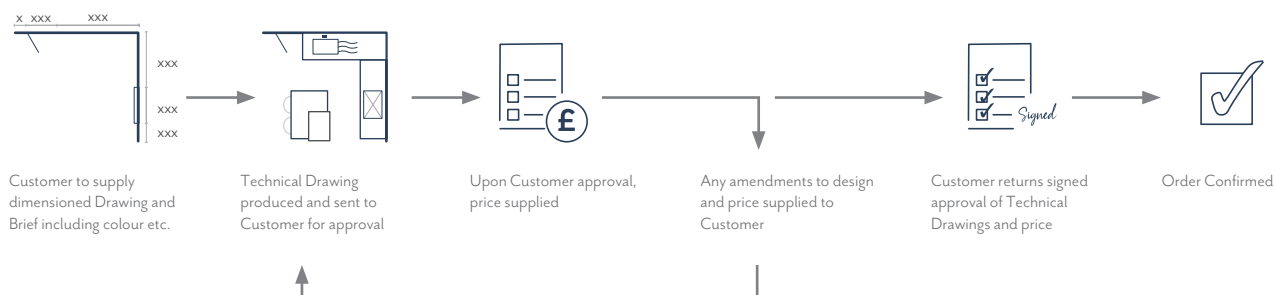 x xxx xxx
xxx
xxx
xxx
£
Signed
Customer to supply
dimensioned Drawing and
Brief including colour etc.
Technical Drawing
produced and sent to
Customer for approval
Upon Customer approval,
price supplied
Any amendments to design
and price supplied to
Customer
Customer returns signed
approval of Technical
Drawings and price
Order Confirmed